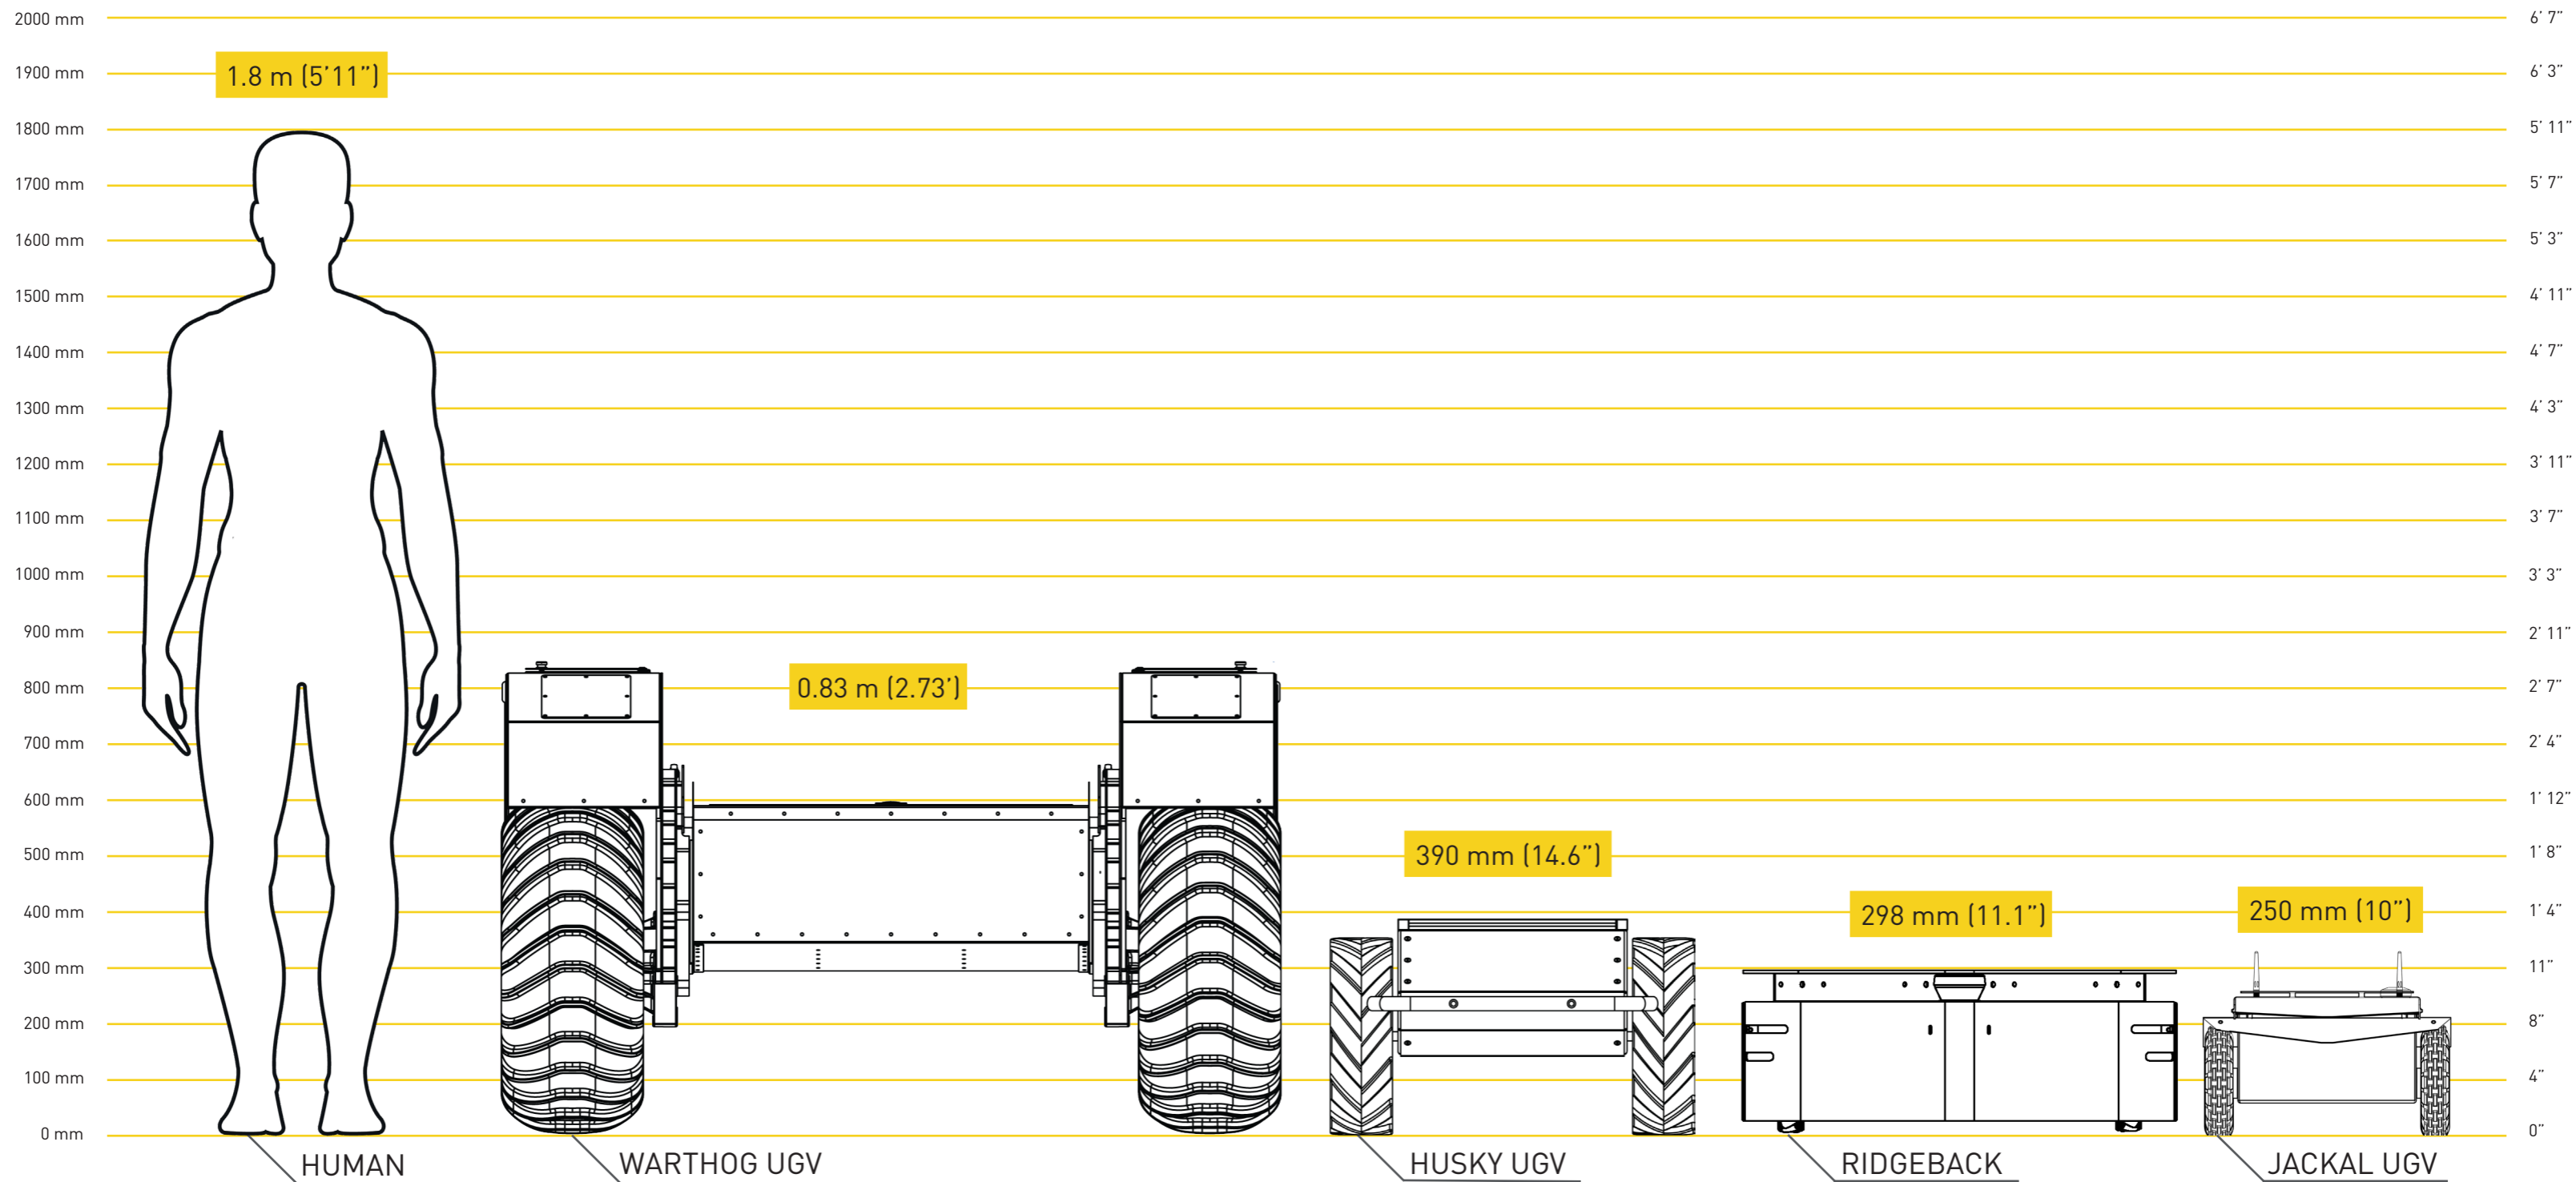 2000 mm 6' 7”
1.8 m (5'11”)
1900 mm 6' 3”
1800 mm 5' 11”
1700 mm 5' 7”
1600 mm 5' 3”
1500 mm 4' 11”
1400 mm 4' 7”
1300 mm 4' 3”
1200 mm 3' 11”
1100 mm 3' 7”
1000 mm 3' 3”
900 mm 2' 11”
800 mm 0.83 m (2.73') 2' 7”
700 mm 2' 4”
600 mm 1' 12”
500 mm 390 mm (14.6”) 1' 8”
400 mm 298 mm (11.1”) 250 mm (10”) 1' 4”
300 mm 11”
200 mm 8”
100 mm 4”
0 mm 0”
HUMAN WARTHOG UGV HUSKY UGV RIDGEBACK JACKAL UGV